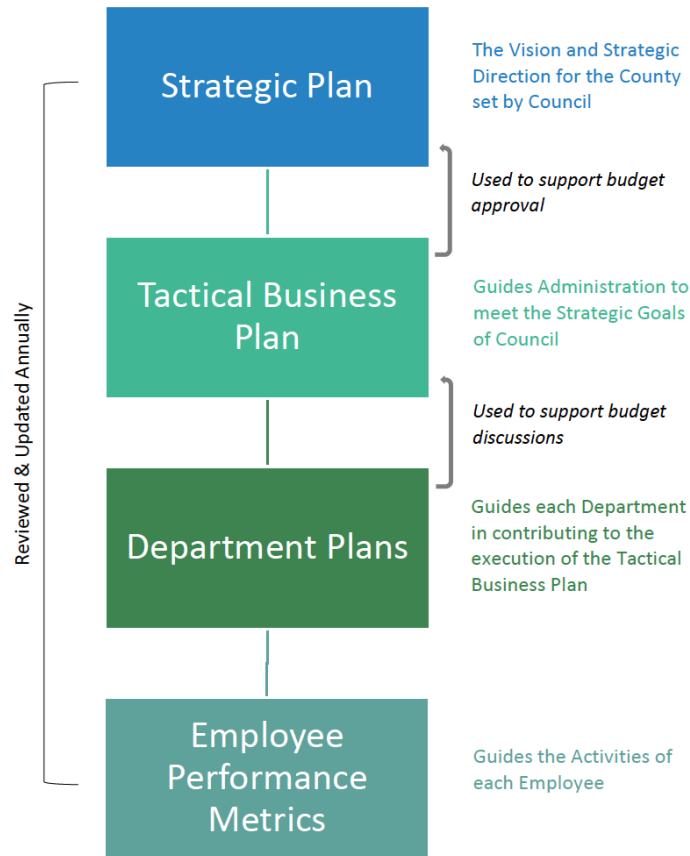 Strategic Plan
The Vision and Strategic
Direction for the County
set by Council
Used to support budget
approval
Tactical Business
Plan
Guides Administration to
meet the Strategic Goals
of Council
Used to support budget
discussions
Department Plans
Guides each Department
in contributing to the
execution of the Tactical
Business Plan
Employee
Performance
Metrics
Guides the Activities of
each Employee
Reviewed & Updated Annually